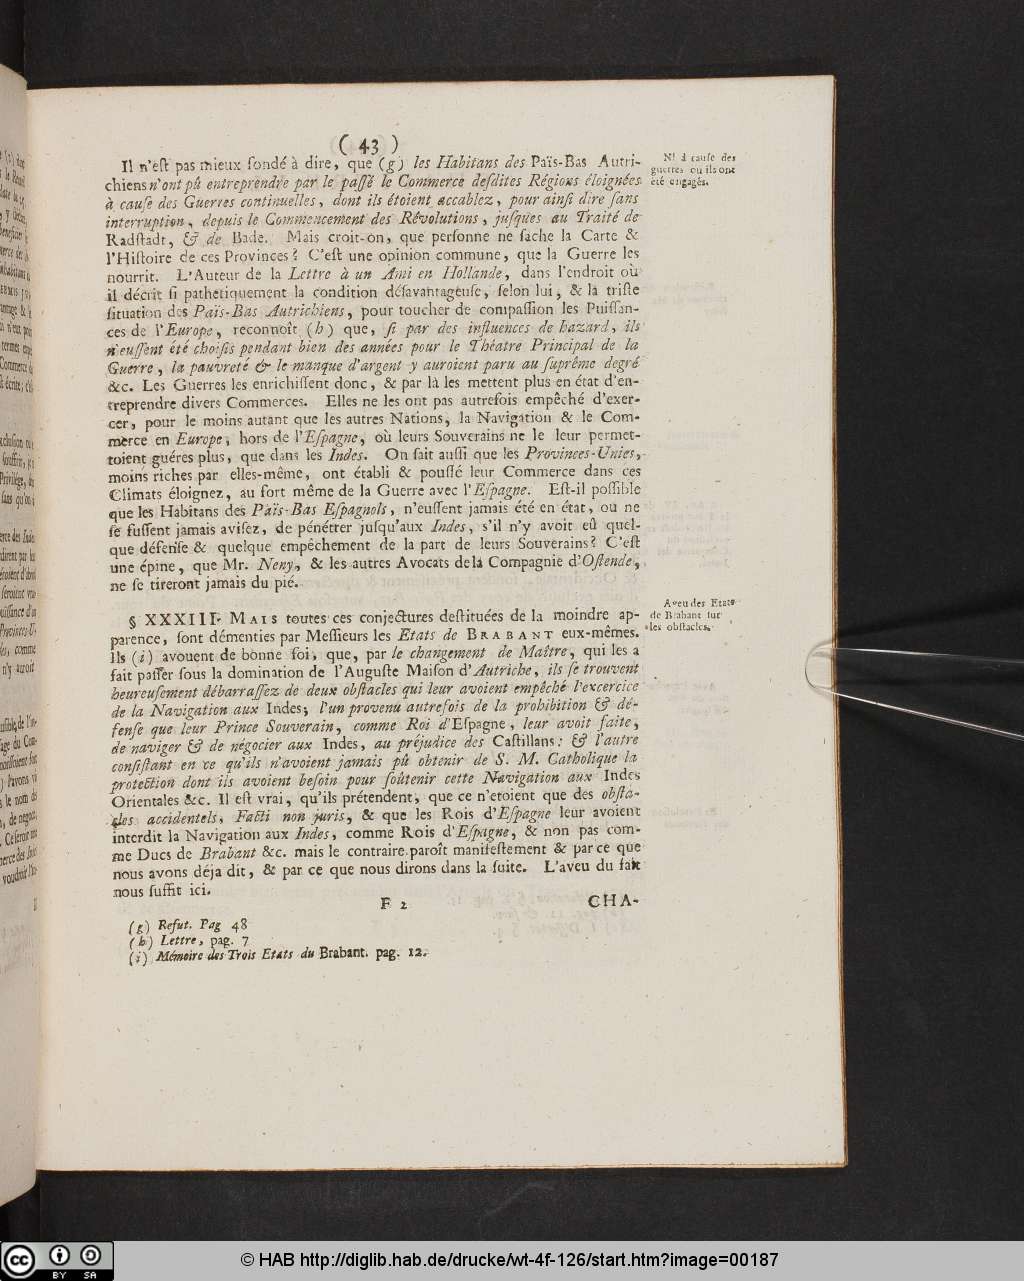 ( 43 )
Il n'eſt pas mieux fondé à dire, que (g) les Habitans des Païs-Bas Autri-
chiens n'ont pû entreprendre par le paſſé le Commerce deſdites Régions éloignées
à cauſe des Guerres continuelles, dont ils étoient accablez, pour ainſi dire ſans
interruption, depuis le Commencement des Révolutions, juſques au Traité de
Radſtadt, & de Bade. Mais croit-on, que perſonne ne ſache la Carte &
l'Hiſtoire de ces Provinces? C'eſt une opinion commune, que la Guerre les
nourrit. L'Auteur de la Lettre à un Ami en Hollande, dans l'endroit où
il décrit ſi pathetiquement la condition déſavantageuſe, ſelon lui, & la triſte
ſituation des Païs-Bas Autrichiens, pour toucher de compaſſion les Puiſſan-
ces de l'Europe, reconnoît (h) que, ſi par des influences de hazard, ils
n'euſſent été choiſis pendant bien des années pour le Théatre Principal de la
Guerre, la pauvreté & le manque d'argent y auroient paru au ſuprême degré
&c. Les Guerres les enrichiſſent donc, & par là les mettent plus en état d'en-
treprendre divers Commerces. Elles ne les ont pas autrefois empêché d'exer-
cer, pour le moins autant que les autres Nations, la Navigation & le Com-
merce en Europe, hors de l'Eſpagne, où leurs Souverains ne le leur permet-
toient guéres plus, que dans les Indes. On ſait auſſi que les Provinces-Unies,
moins riches par elles-même, ont établi & pouſſé leur Commerce dans ces
Climats éloignez, au fort même de la Guerre avec l'Eſpagne. Eſt-il poſſible
que les Habitans des Païs-Bas Eſpagnols, n'euſſent jamais été en état, ou ne
ſe fuſſent jamais aviſez, de pénétrer juſqu'aux Indes, s'il n'y avoit eû quel-
que défenſe & quelque empêchement de la part de leurs Souverains? C'eſt
une épine, que Mr. Neny, & les autres Avocats de la Compagnie d'Oſtende,
ne ſe tireront jamais du pié.
Ni à cauſe des
guerres où ils ont
été engagés.
§ XXXIII. MAIS toutes ces conjectures deſtituées de la moindre ap-
parence, ſont démenties par Meſſieurs les Etats de BRABANT eux-mêmes.
Ils (i) avouent de bonne foi, que, par le changement de Maître, qui les a
fait paſſer ſous la domination de l'Auguſte Maiſon d'Autriche, ils ſe trouvent
heureuſement débarraſſez de deux obſtacles qui leur avoient empêché l'excercice
de la Navigation aux Indes; l'un provenu autrefois de la prohibition & dé-
fenſe que leur Prince Souverain, comme Roi d'Eſpagne, leur avoit faite,
de naviger & de négocier aux Indes, au préjudice des Caſtillans: & l'autre
conſiſtant en ce qu'ils n'avoient jamais pû obtenir de S. M. Catholique la
protection dont ils avoient beſoin pour ſoûtenir cette Navigation aux Indes
Orientales &c. Il eſt vrai, qu'ils prétendent, que ce n'etoient que des obſta-
cles accidentels, Facti non juris, & que les Rois d'Eſpagne leur avoient
interdit la Navigation aux Indes, comme Rois d'Eſpagne, & non pas com-
me Ducs de Brabant &c. mais le contraire paroît manifeſtement & par ce que
nous avons déja dit, & par ce que nous dirons dans la ſuite. L'aveu du fait
nous ſuffit ici.
Aveu des Etats
de Brabant ſur
les obſtacles.
F 2 CHA-
(g) Refut. Pag 48
(h) Lettre, pag. 7
(i) Mémoire des Trois Etats du Brabant. pag. 12.
cc BY SA
© HAB http://diglib.hab.de/drucke/wt-4f-126/start.htm?image=00187